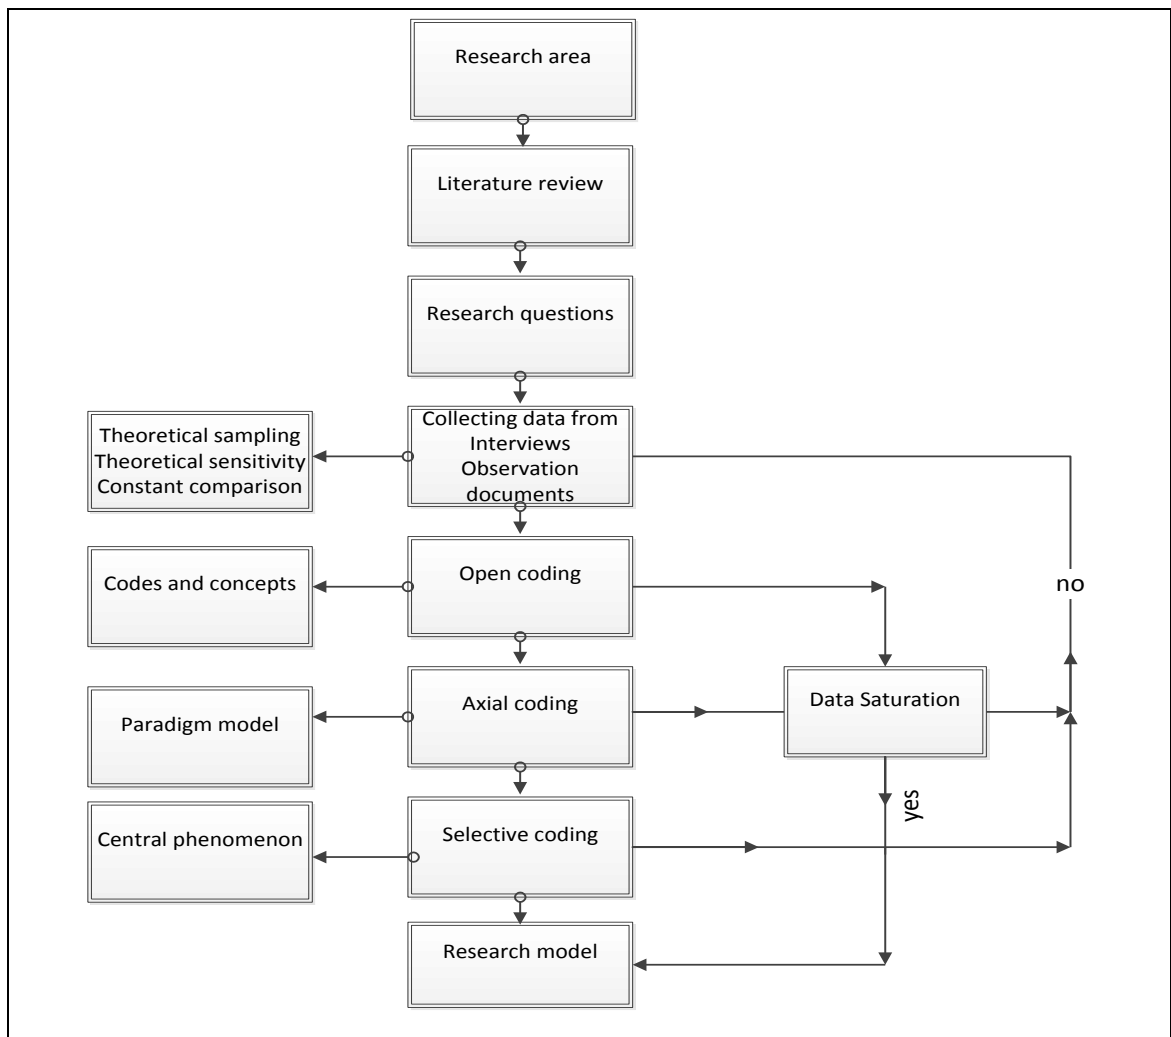 Research area
Literature review
Research questions
Collecting data from
Interviews
Observation
documents
Theoretical sampling
Theoretical sensitivity
Constant comparison
Open coding
Codes and concepts
no
Axial coding
Data Saturation
Paradigm model
yes
Selective coding
Central phenomenon
Research model